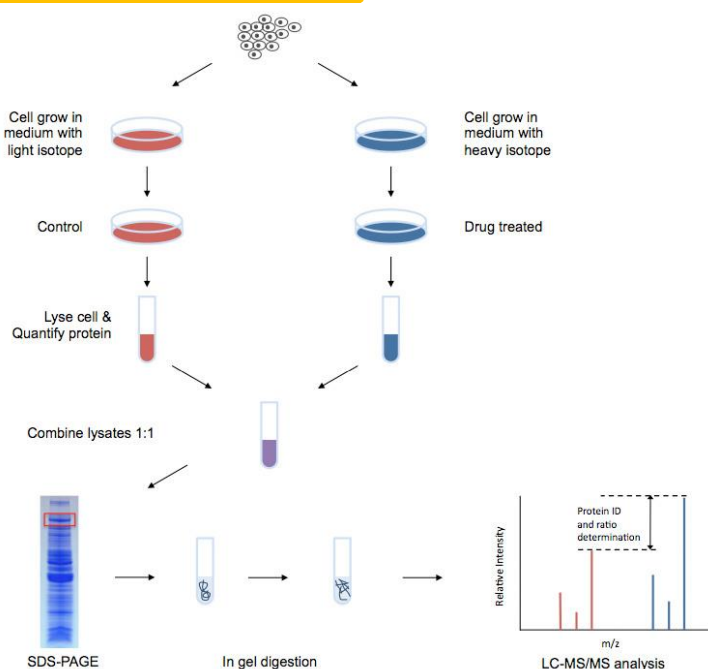 Cell grow in
medium with
light isotope
Cell grow in
medium with
heavy isotope
Control
Drug treated
Lyse cell &
Quantify protein
Combine lysates 1:1
Protein ID
and ratio
determination
Relative Intensity
m/z
SDS-PAGE
In gel digestion
LC-MS/MS analysis